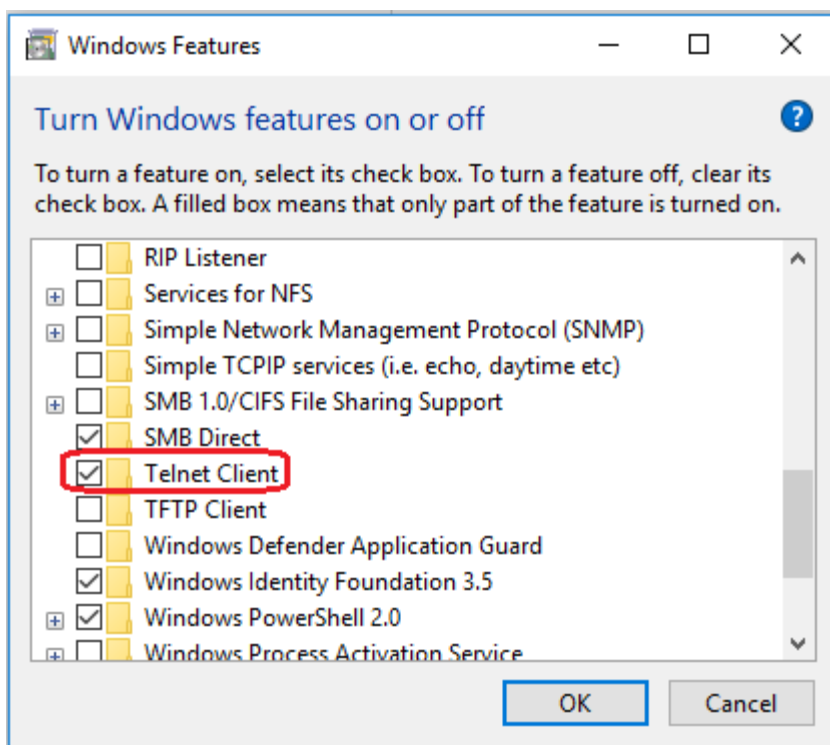 Windows Features
Turn Windows features on or off
To turn a feature on, select its check box. To turn a feature off, clear its
check box. A filled box means that only part of the feature is turned on.
RIP Listener
Services for NFS
Simple Network Management Protocol (SNMP)
Simple TCPIP services (i.e. echo, daytime etc)
SMB 1.0/CIFS File Sharing Support
SMB Direct
Telnet Client
TFTP Client
Windows Defender Application Guard
Windows Identity Foundation 3.5
Windows PowerShell 2.0
Windows Process Activation Service
OK Cancel